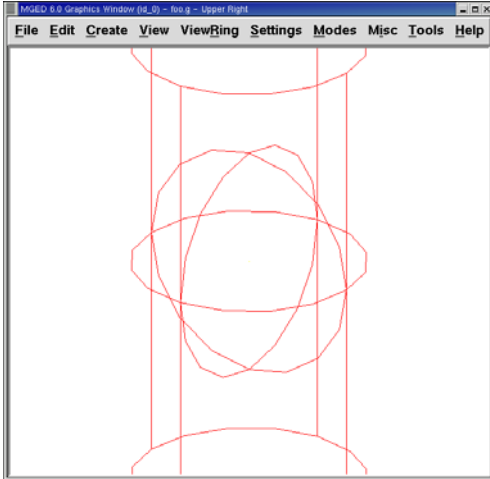 MGED 6.0 Graphics Window (id_0) - foo.g - Upper Right
File Edit Create View ViewRing Settings Modes Misc Tools Help